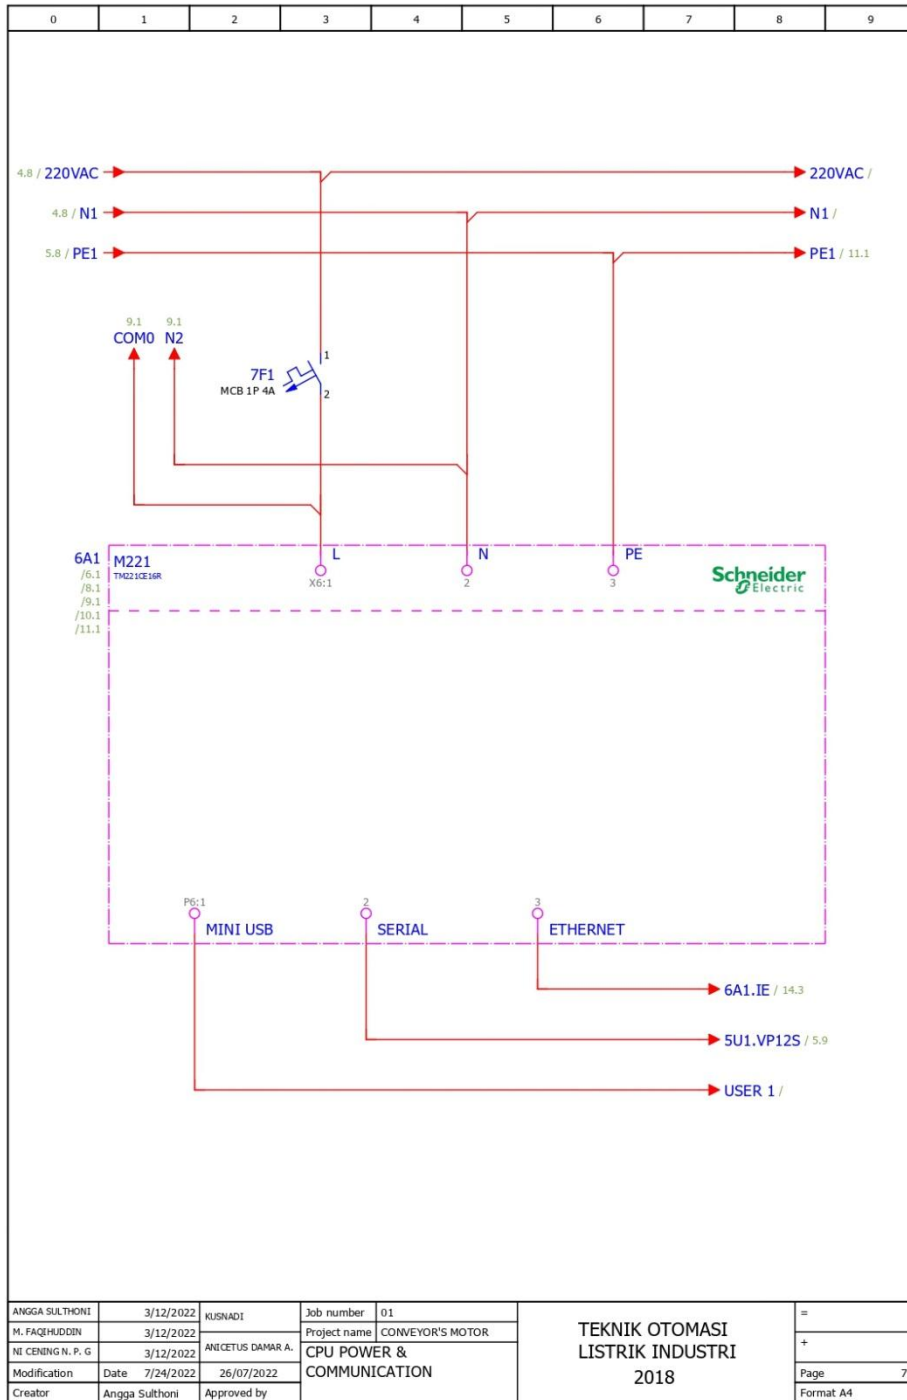 0 1 2 3 4 5 6 7 8 9
4.8 / 220VAC 220VAC /
4.8 / N1 N1 /
5.8 / PE1 PE1 / 11.1
9.1 9.1
COM0 N2
1
7F1
MCB 1P 4A
2
6A1 M221 L N PE
TM221CE16R
/6.1
/8.1
/9.1
/10.1
/11.1
X6:1 2 3
Schneider
Electric
P6:1 2 3
MINI USB SERIAL ETHERNET
6A1.IE / 14.3
5U1.VP12S / 5.9
USER 1 /
ANGGA SULTHONI 3/12/2022 KUSNADI Job number 01
M. FAQIHUDDIN 3/12/2022 Project name CONVEYOR'S MOTOR
NI CENING N. P. G 3/12/2022 ANICETUS DAMAR A. CPU POWER &
COMMUNICATION
Modification Date 7/24/2022 26/07/2022
Creator Angga Sulthoni Approved by
TEKNIK OTOMASI
LISTRIK INDUSTRI
2018
=
+
Page 7
Format A4